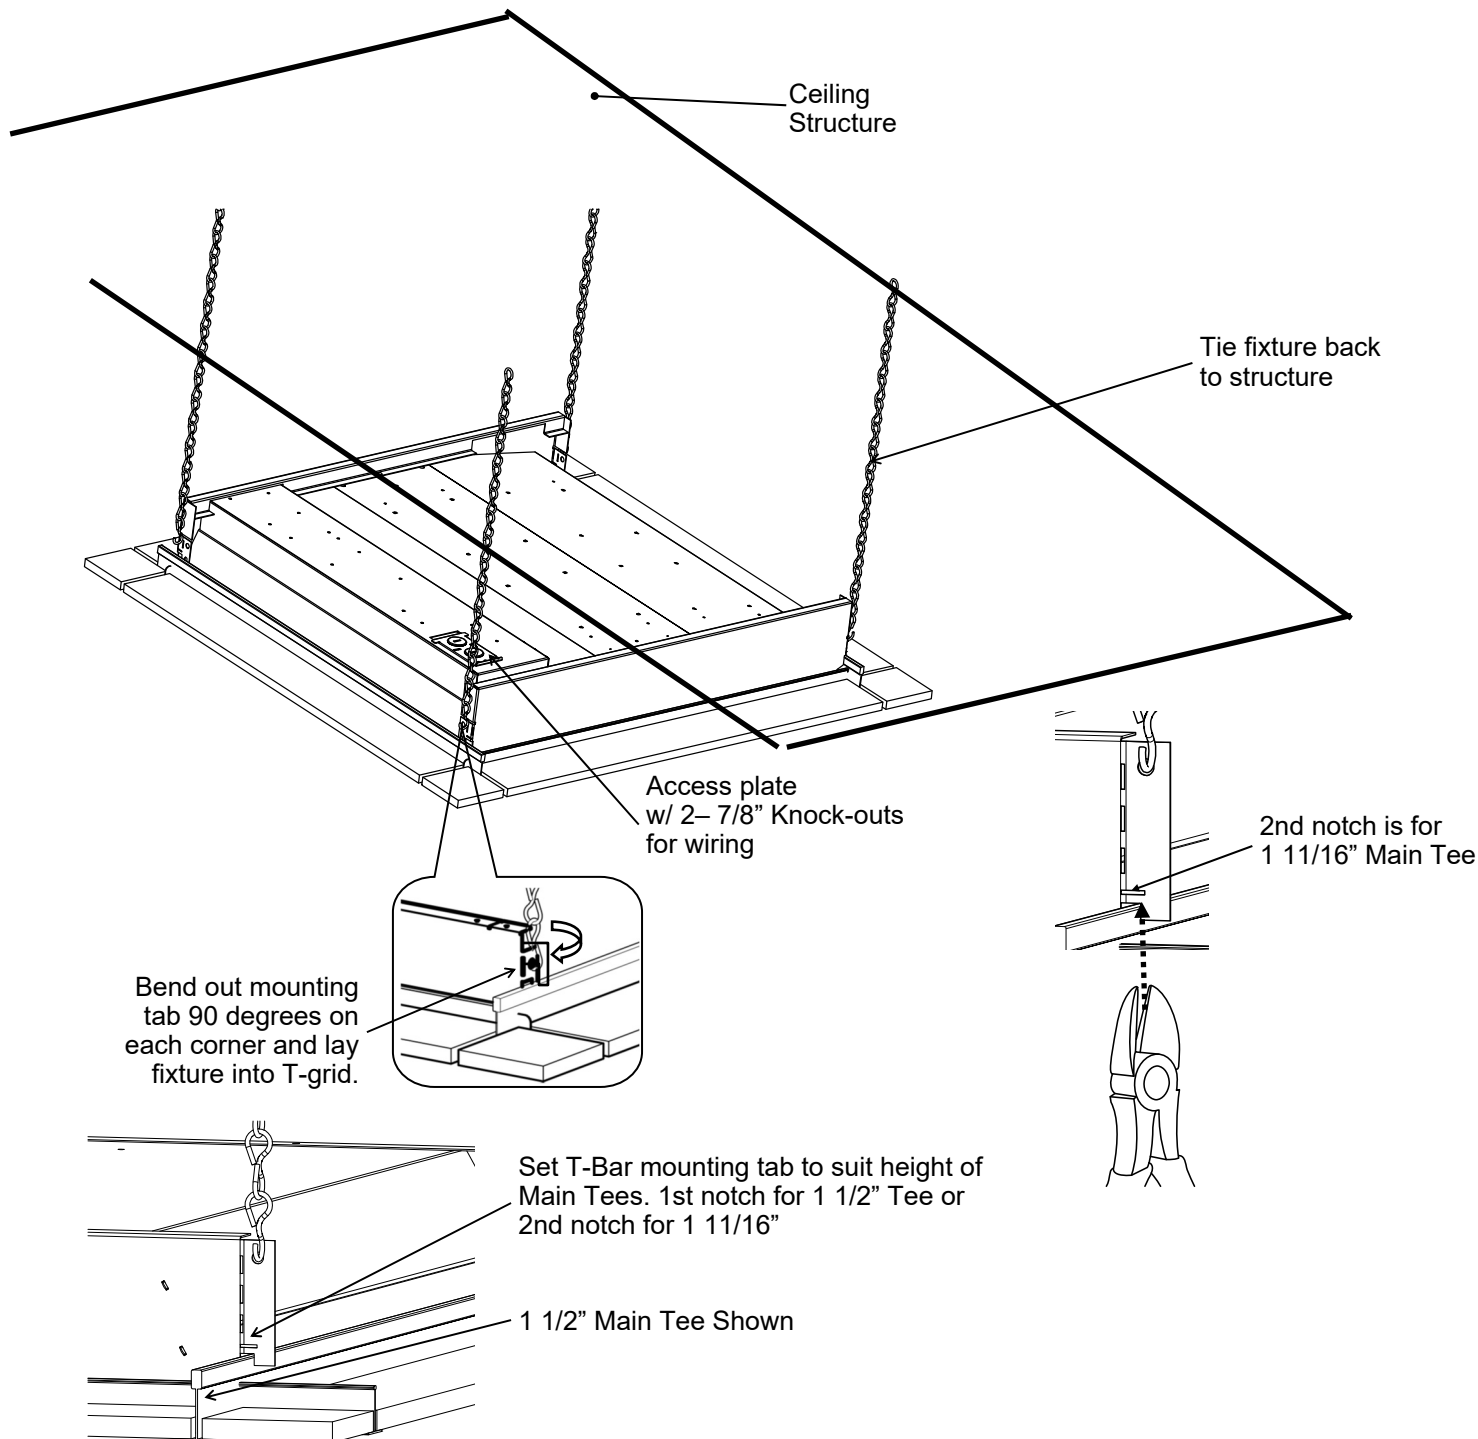 Ceiling
Structure
Tie fixture back
to structure
Access plate
w/ 2– 7/8” Knock-outs
for wiring
2nd notch is for
1 11/16” Main Tee
Bend out mounting
tab 90 degrees on
each corner and lay
fixture into T-grid.
Set T-Bar mounting tab to suit height of
Main Tees. 1st notch for 1 1/2” Tee or
2nd notch for 1 11/16”
1 1/2” Main Tee Shown